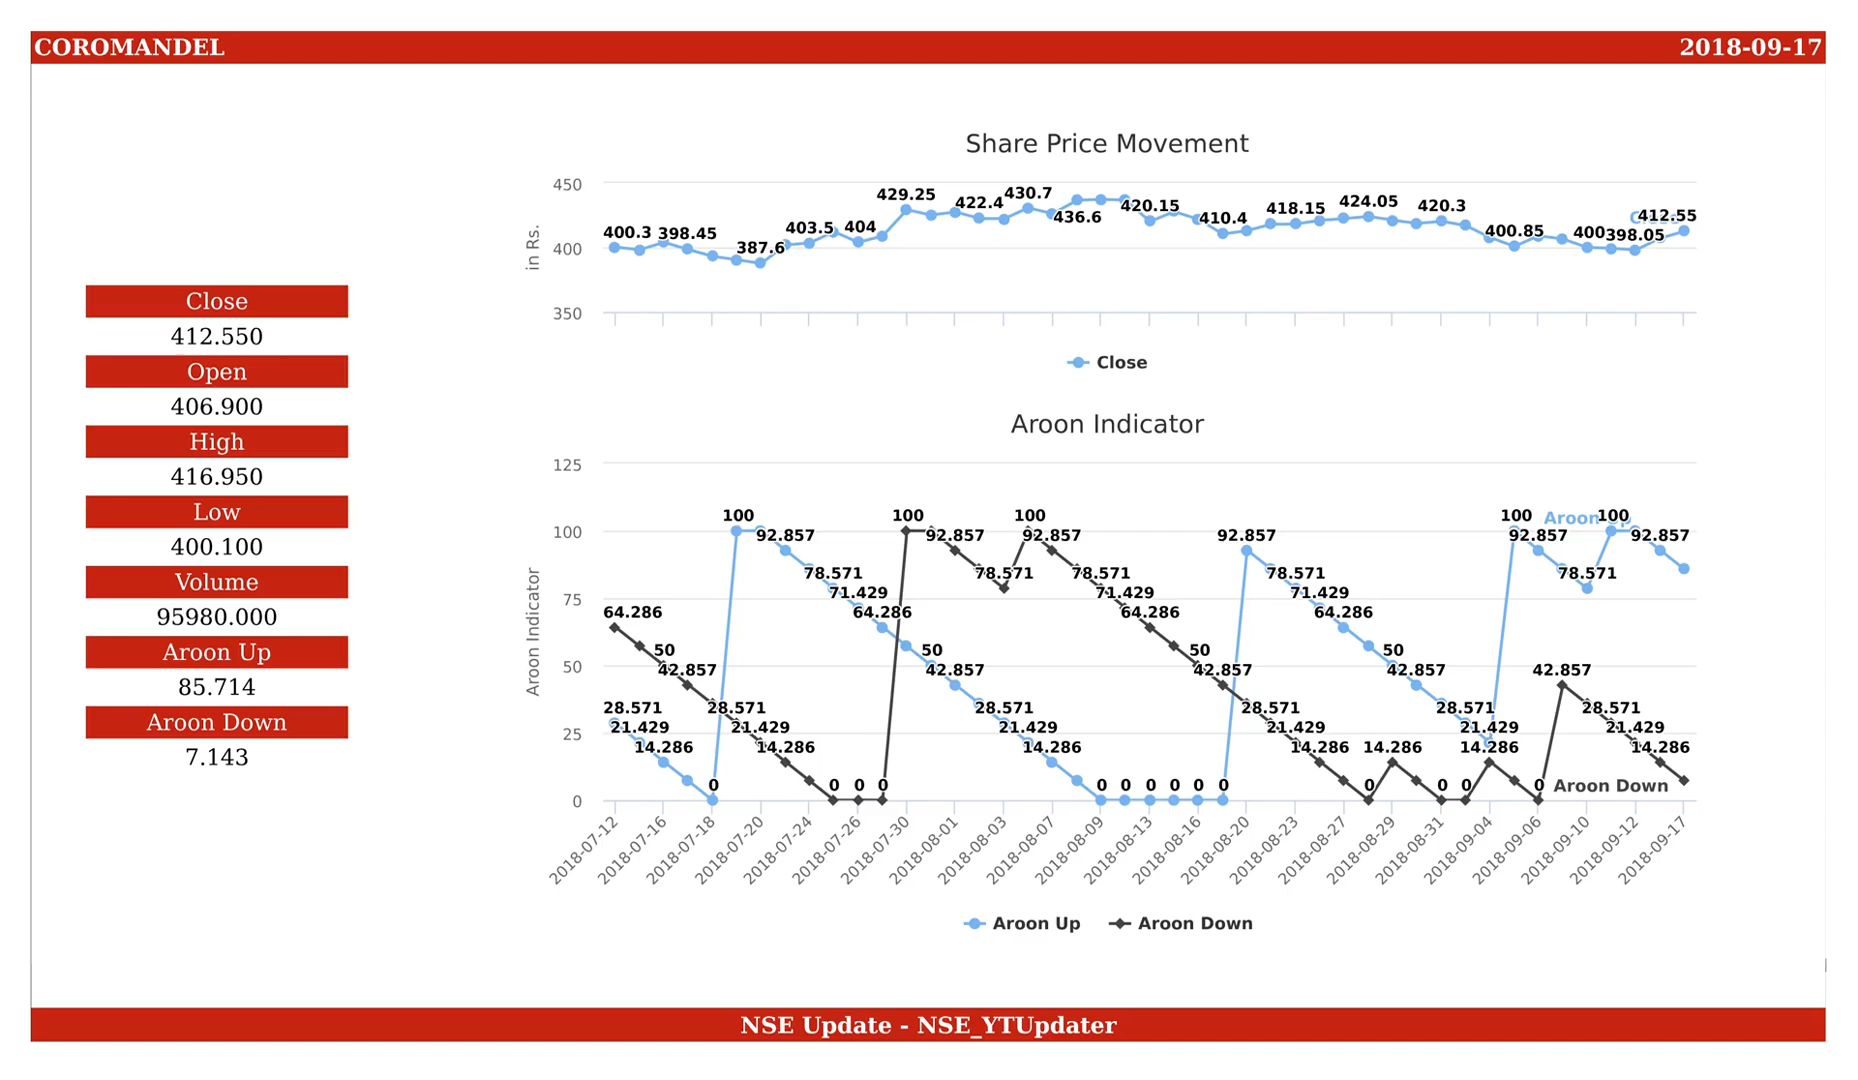 COROMANDEL 2018-09-17
Close
412.550
Open
406.900
High
416.950
Low
400.100
Volume
95980.000
Aroon Up
85.714
Aroon Down
7.143
Share Price Movement
in Rs.
450
400
350
400.3 398.45 387.6 403.5 404 429.25 422.4 430.7 436.6 420.15 410.4 418.15 424.05 420.3 400.85 400 398.05 412.55
Close
Aroon Indicator
Aroon Indicator
125
100
75
50
25
0
100 100 100 100 Aroon Up 100
92.857 92.857 92.857 92.857 92.857 92.857
78.571 78.571 78.571 78.571 78.571
71.429 71.429 71.429
64.286 64.286 64.286 64.286
50 50 50 50
42.857 42.857 42.857 42.857 42.857
28.571 28.571 28.571 28.571 28.571 28.571
21.429 21.429 21.429 21.429 21.429 21.429
14.286 14.286 14.286 14.286 14.286 14.286 14.286
0 0 0 0 0 0 0 0 0 0 0 0 0 0 Aroon Down
2018-07-12 2018-07-16 2018-07-18 2018-07-20 2018-07-24 2018-07-26 2018-07-30 2018-08-01 2018-08-03 2018-08-07 2018-08-09 2018-08-13 2018-08-16 2018-08-20 2018-08-23 2018-08-27 2018-08-29 2018-08-31 2018-09-04 2018-09-06 2018-09-10 2018-09-12 2018-09-17
Aroon Up Aroon Down
NSE Update - NSE_YTUpdater